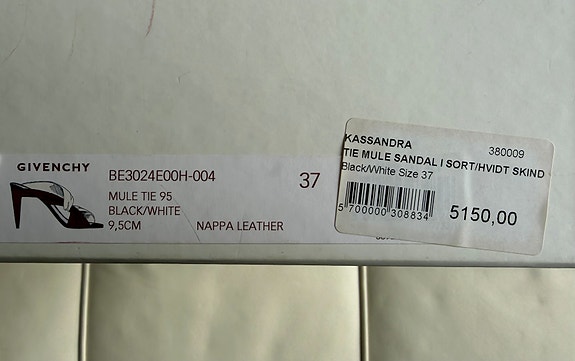 GIVENCHY
BE3024E00H-004
37
MULE TIE 95
BLACK/WHITE
9,5CM
NAPPA LEATHER
KASSANDRA
380009
TIE MULE SANDAL I SORT/HVIDT SKIND
Black/White Size 37
5 700000 308834
5150,00